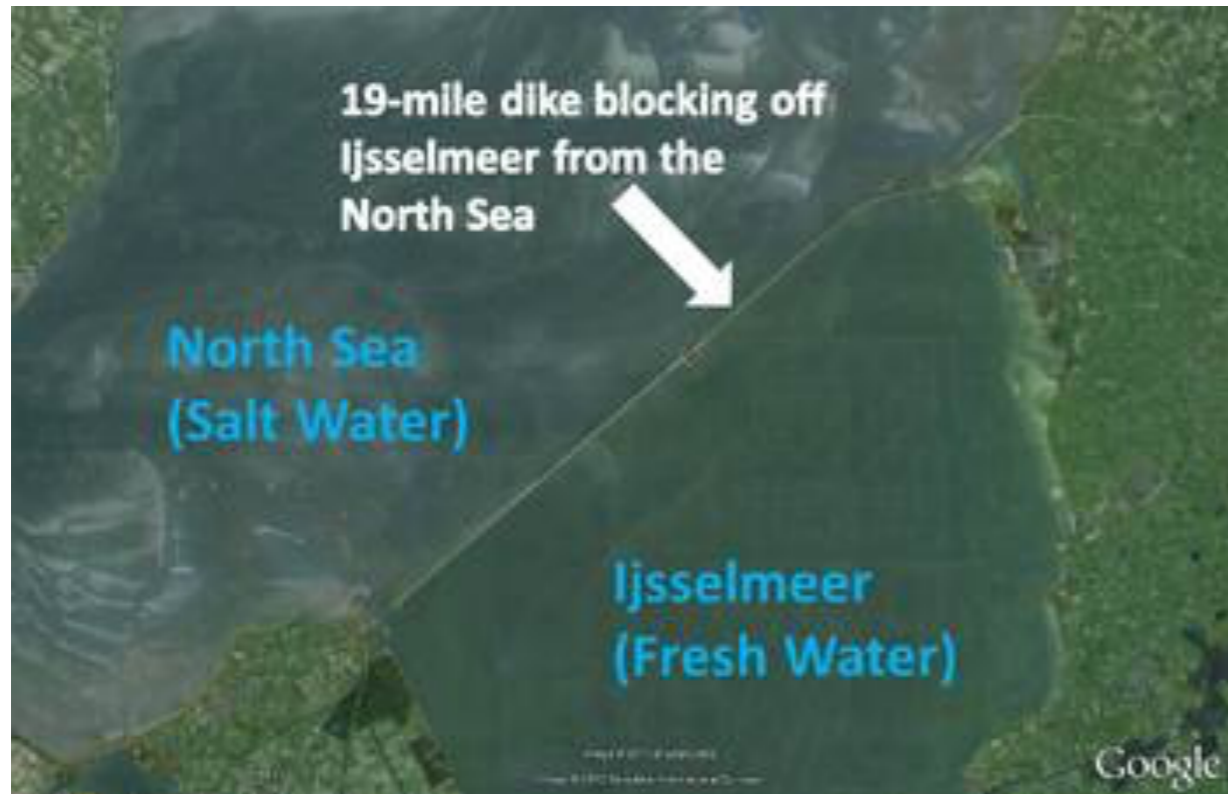 19-mile dike blocking off
Ijsselmeer from the
North Sea
North Sea
(Salt Water)
Ijsselmeer
(Fresh Water)
Google